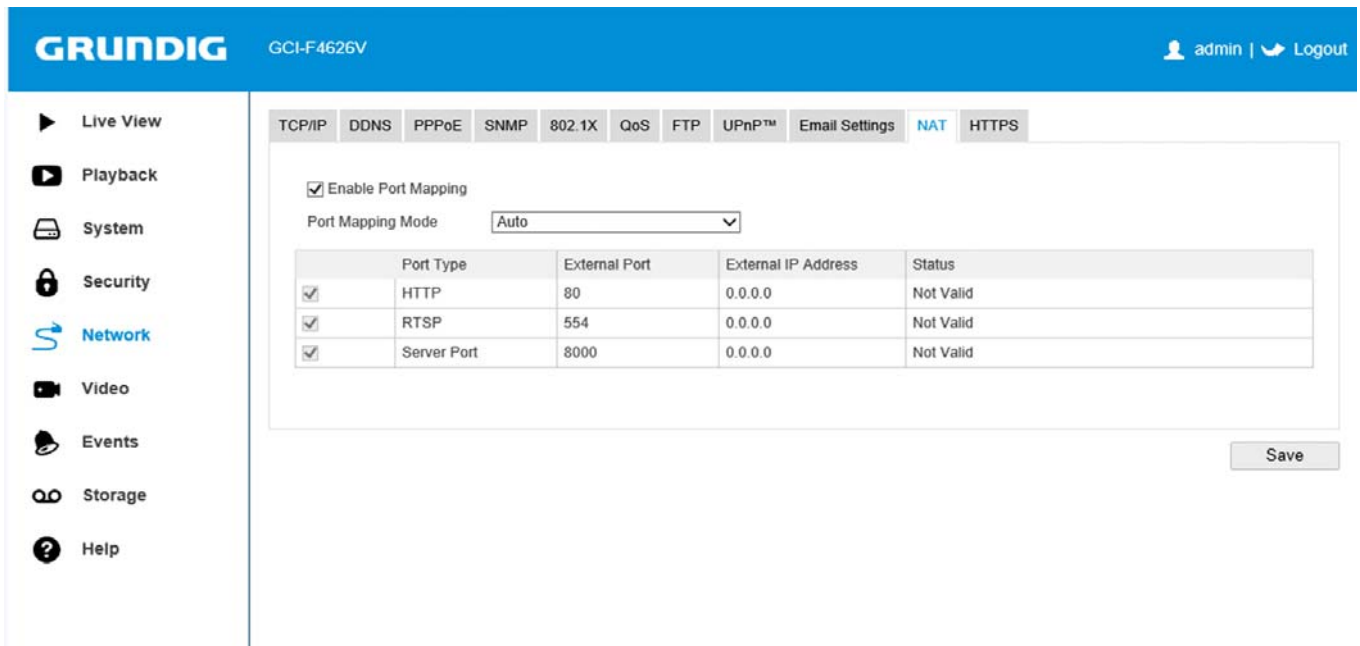 GRUNDIG GCI-F4626V admin | Logout
Live View
Playback
System
Security
Network
Video
Events
Storage
Help
TCP/IP DDNS PPPoE SNMP 802.1X QoS FTP UPnP™ Email Settings NAT HTTPS
Enable Port Mapping
Port Mapping Mode Auto
Port Type External Port External IP Address Status
HTTP 80 0.0.0.0 Not Valid
RTSP 554 0.0.0.0 Not Valid
Server Port 8000 0.0.0.0 Not Valid
Save